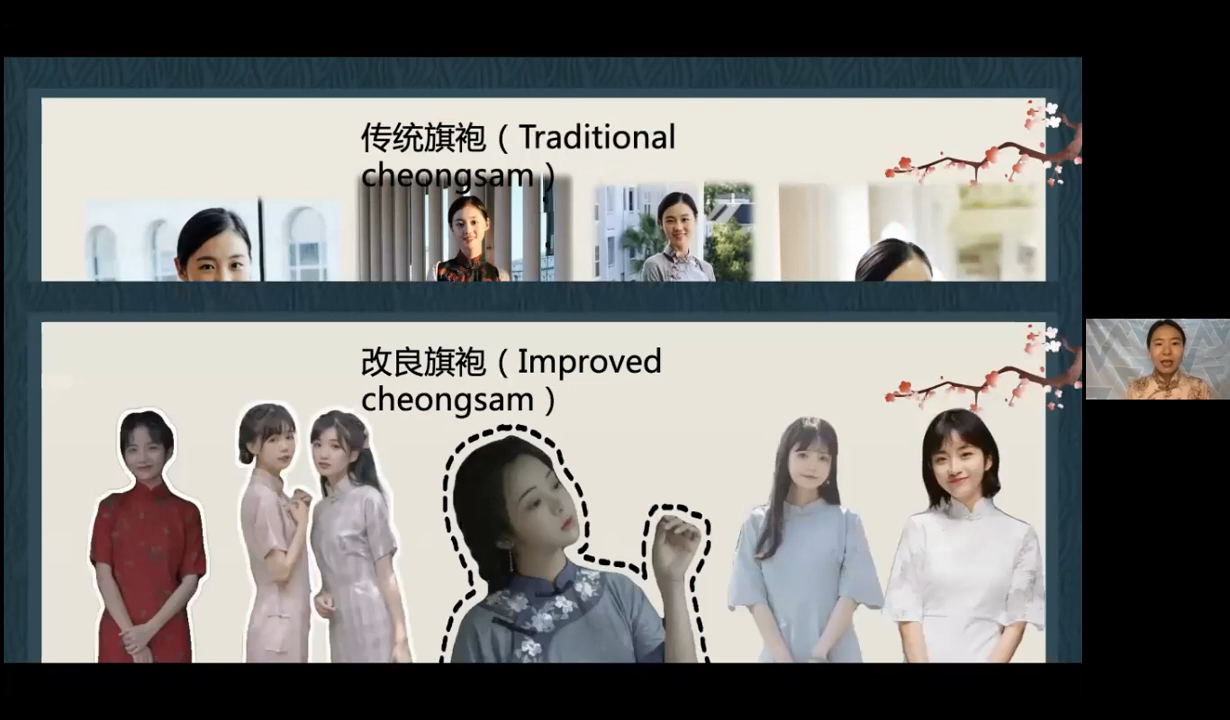 传统旗袍（Traditional
cheongsam）
改良旗袍（Improved
cheongsam）